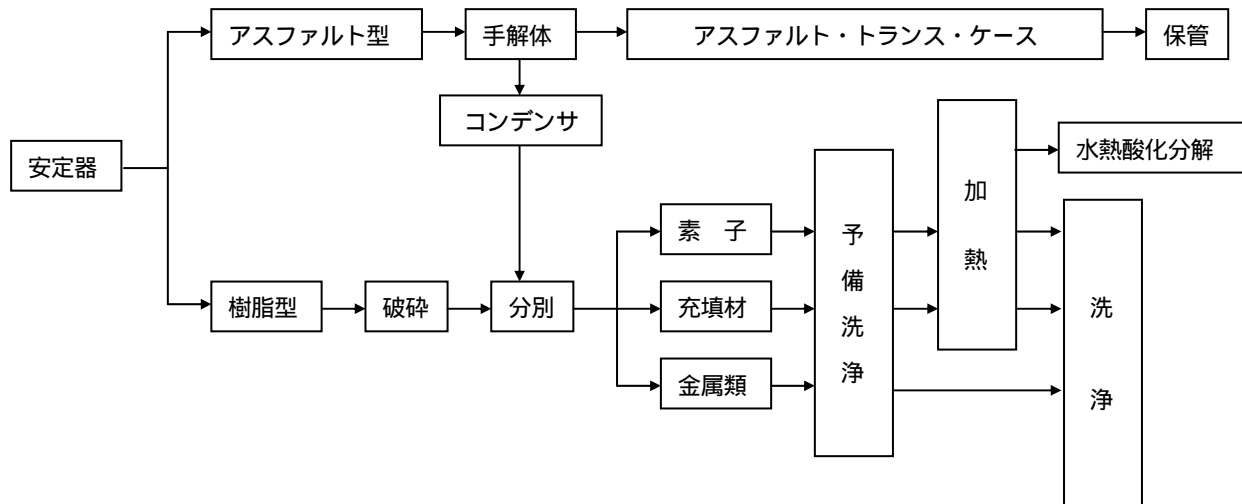 アスファルト型
手解体
アスファルト・トランス・ケース
保管
コンデンサ
安定器
水熱酸化分解
加熱
素 子
予備洗浄
樹脂型
破砕
分別
充填材
洗浄
金属類